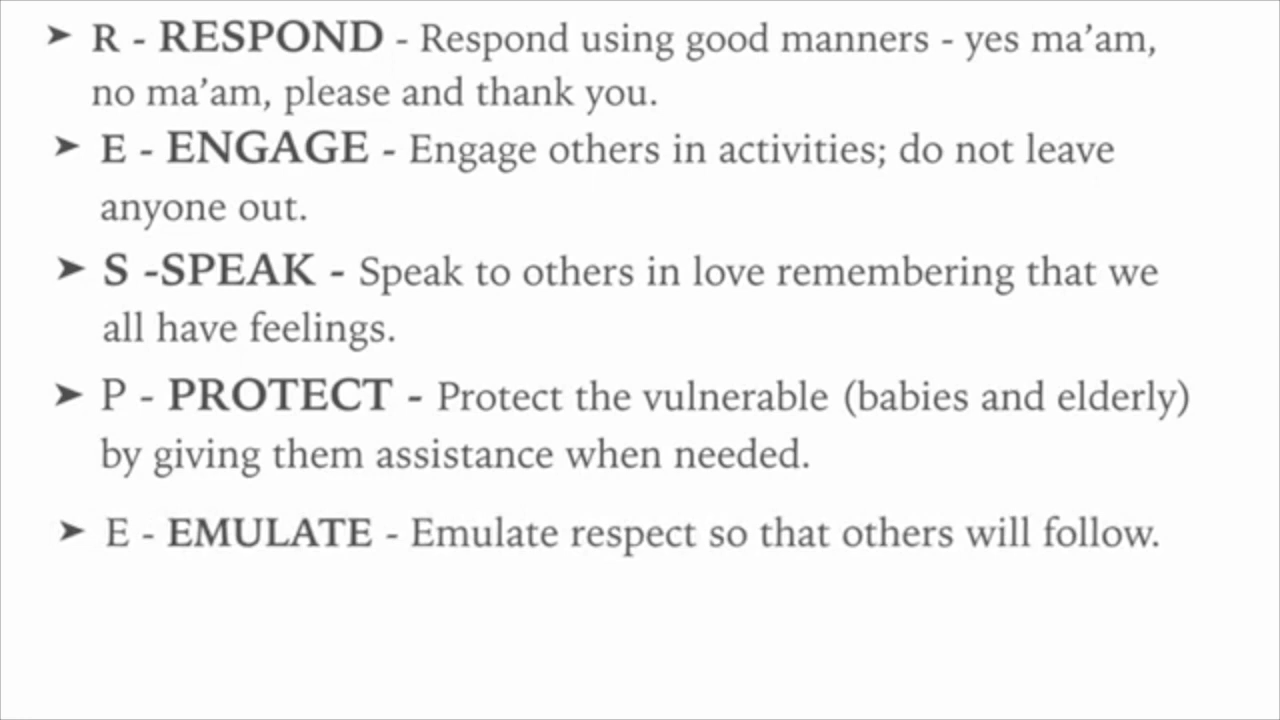 ➤ R - RESPOND - Respond using good manners - yes ma’am,
no ma’am, please and thank you.
➤ E - ENGAGE - Engage others in activities; do not leave
anyone out.
➤ S -SPEAK - Speak to others in love remembering that we
all have feelings.
➤ P - PROTECT - Protect the vulnerable (babies and elderly)
by giving them assistance when needed.
➤ E - EMULATE - Emulate respect so that others will follow.